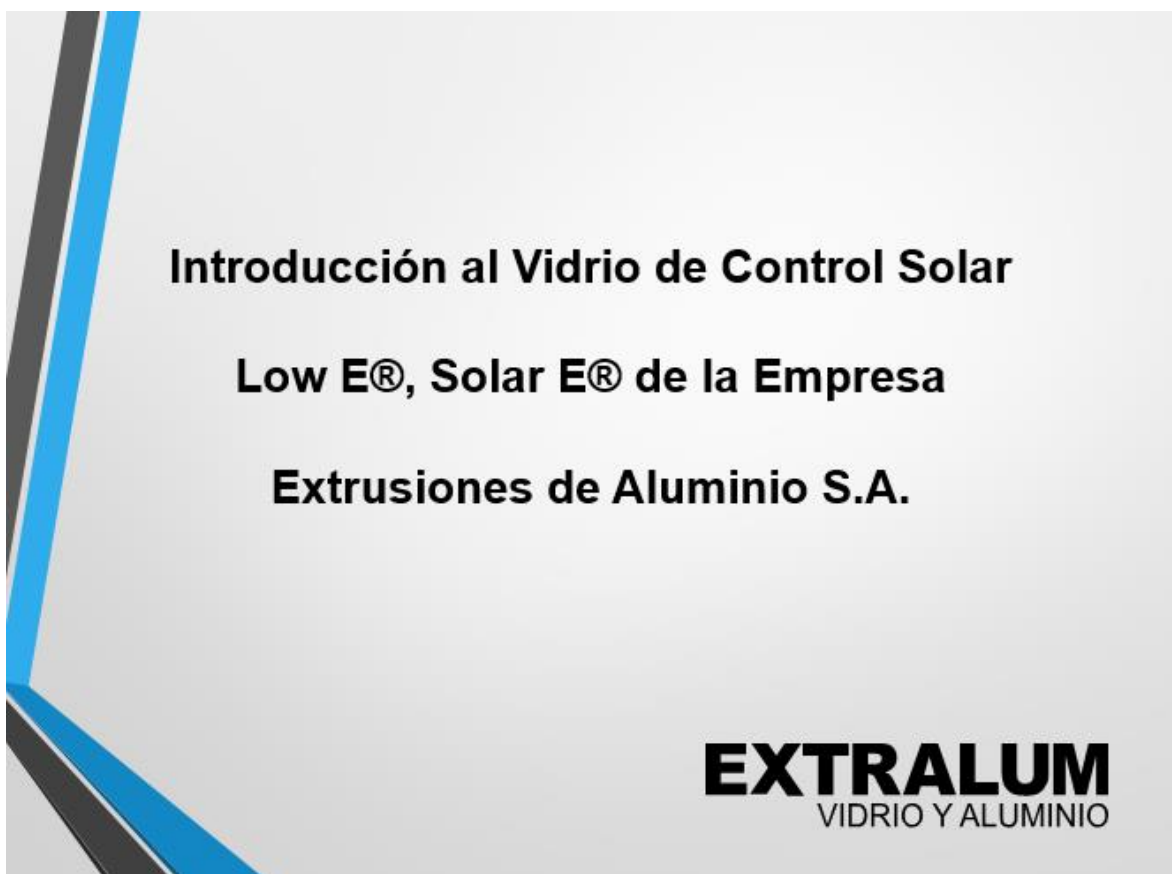 Introducción al Vidrio de Control Solar
Low E®, Solar E® de la Empresa
Extrusiones de Aluminio S.A.
EXTRALUM
VIDRIO Y ALUMINIO